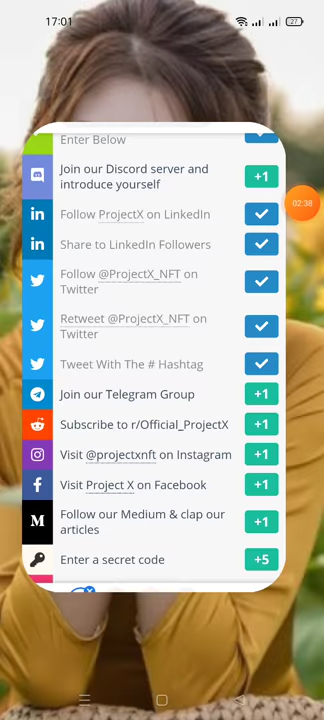 17:01
27
Enter Below
Join our Discord server and
introduce yourself
+1
02:38
Follow ProjectX on LinkedIn
Share to LinkedIn Followers
Follow @ProjectX_NFT on
Twitter
Retweet @ProjectX_NFT on
Twitter
Tweet With The # Hashtag
Join our Telegram Group
+1
Subscribe to r/Official_ProjectX
+1
Visit @projectxnft on Instagram
+1
Visit Project X on Facebook
+1
Follow our Medium & clap our
articles
+1
Enter a secret code
+5